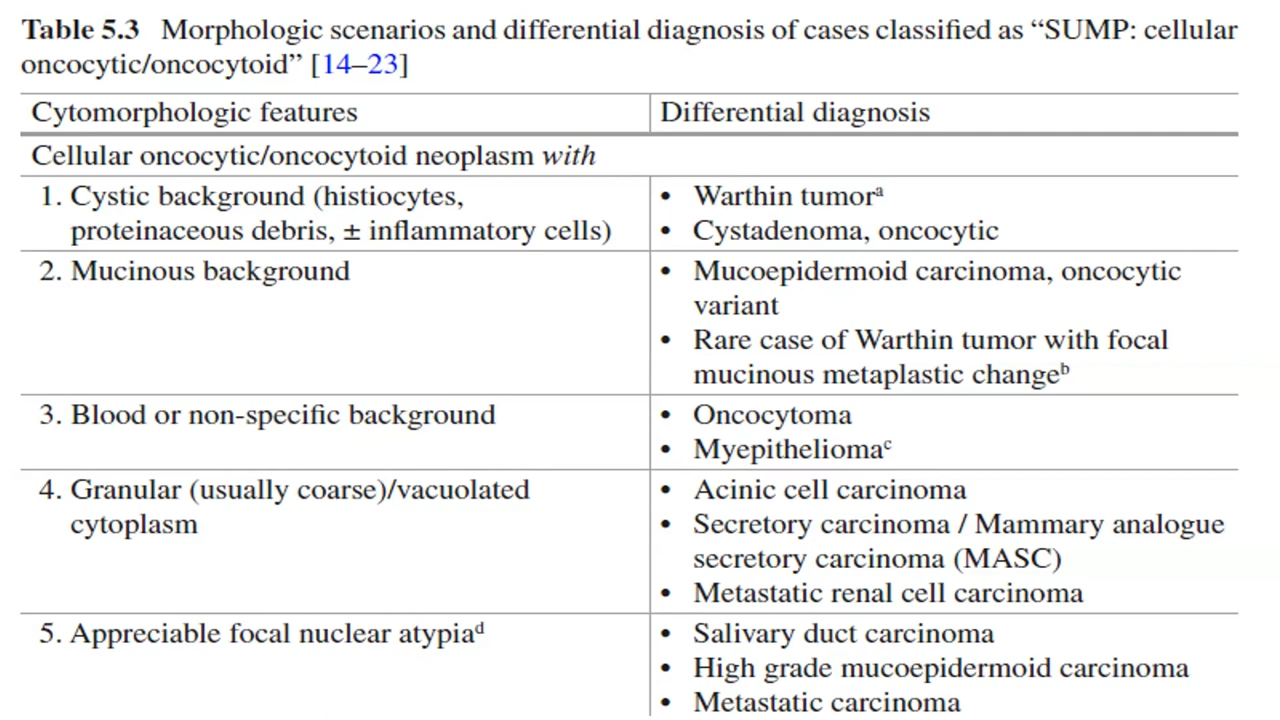 Table 5.3 Morphologic scenarios and differential diagnosis of cases classified as “SUMP: cellular
oncocytic/oncocytoid” [14–23]
Cytomorphologic features
Differential diagnosis
Cellular oncocytic/oncocytoid neoplasm with
1. Cystic background (histiocytes,
proteinaceous debris, ± inflammatory cells)
• Warthin tumorᵃ
• Cystadenoma, oncocytic
2. Mucinous background
• Mucoepidermoid carcinoma, oncocytic
variant
• Rare case of Warthin tumor with focal
mucinous metaplastic changeᵇ
3. Blood or non-specific background
• Oncocytoma
• Myepitheliomaᶜ
4. Granular (usually coarse)/vacuolated
cytoplasm
• Acinic cell carcinoma
• Secretory carcinoma / Mammary analogue
secretory carcinoma (MASC)
• Metastatic renal cell carcinoma
5. Appreciable focal nuclear atypiaᵈ
• Salivary duct carcinoma
• High grade mucoepidermoid carcinoma
• Metastatic carcinoma